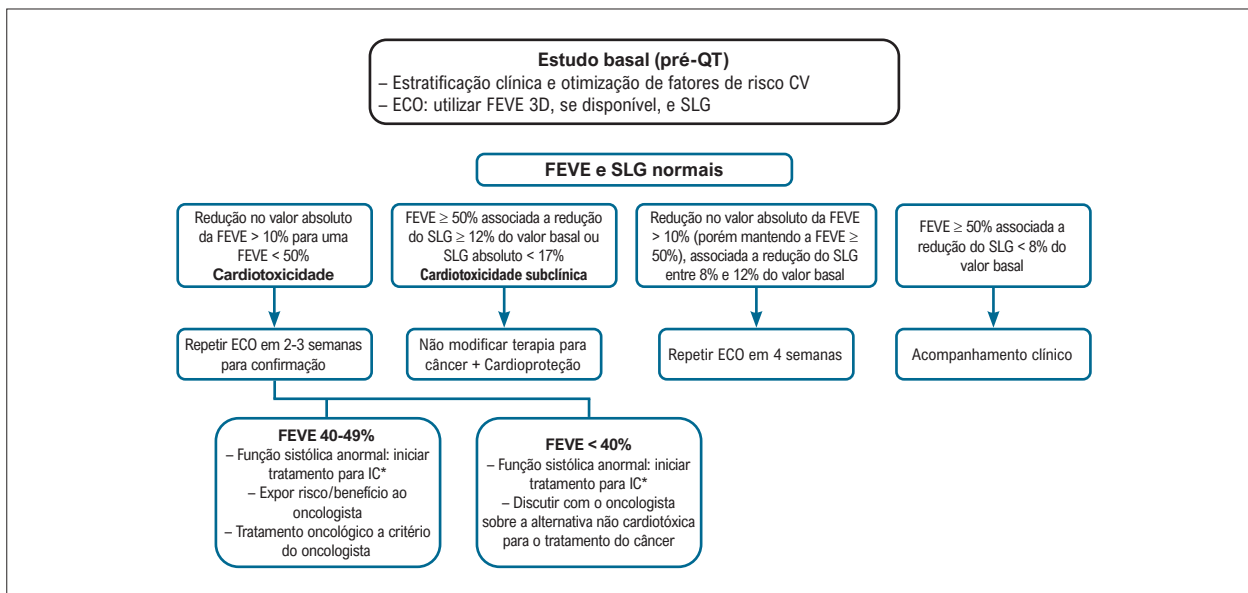 Estudo basal (pré-QT)
– Estratificação clínica e otimização de fatores de risco CV
– ECO: utilizar FEVE 3D, se disponível, e SLG
FEVE e SLG normais
Redução no valor absoluto
da FEVE > 10% para uma
FEVE < 50%
Cardiotoxicidade
FEVE ≥ 50% associada a redução
do SLG ≥ 12% do valor basal ou
SLG absoluto < 17%
Cardiotoxicidade subclínica
Redução no valor absoluto da FEVE
> 10% (porém mantendo a FEVE ≥
50%), associada a redução do SLG
entre 8% e 12% do valor basal
FEVE ≥ 50% associada a
redução do SLG < 8% do
valor basal
Repetir ECO em 2-3 semanas
para confirmação
Não modificar terapia para
câncer + Cardioproteção
Repetir ECO em 4 semanas
Acompanhamento clínico
FEVE 40-49%
– Função sistólica anormal: iniciar
tratamento para IC*
– Expor risco/benefício ao
oncologista
– Tratamento oncológico a critério
do oncologista
FEVE < 40%
– Função sistólica anormal: iniciar
tratamento para IC*
– Discutir com o oncologista
sobre a alternativa não cardiotóxica
para o tratamento do câncer